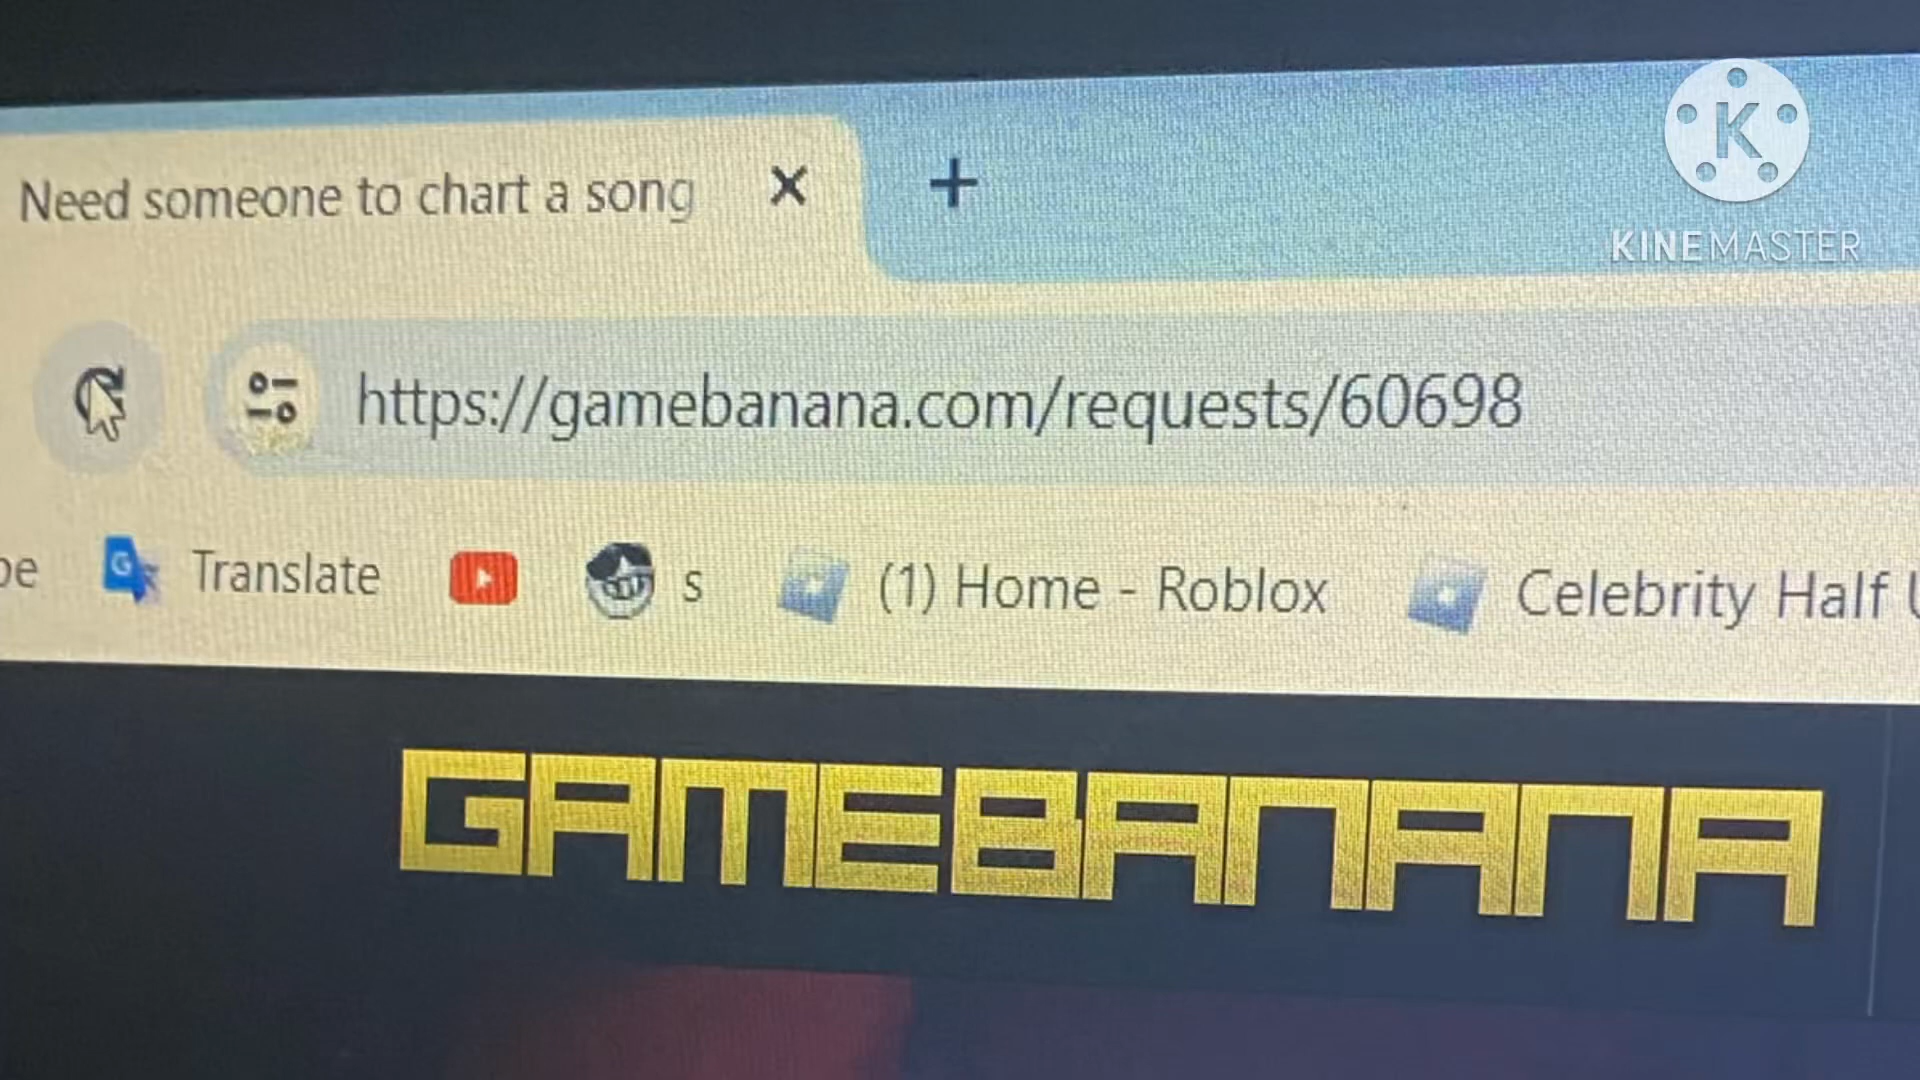 Need someone to chart a song
K
KINEMASTER
https://gamebanana.com/requests/60698
Translate s (1) Home - Roblox Celebrity Half
GAMEBANANA